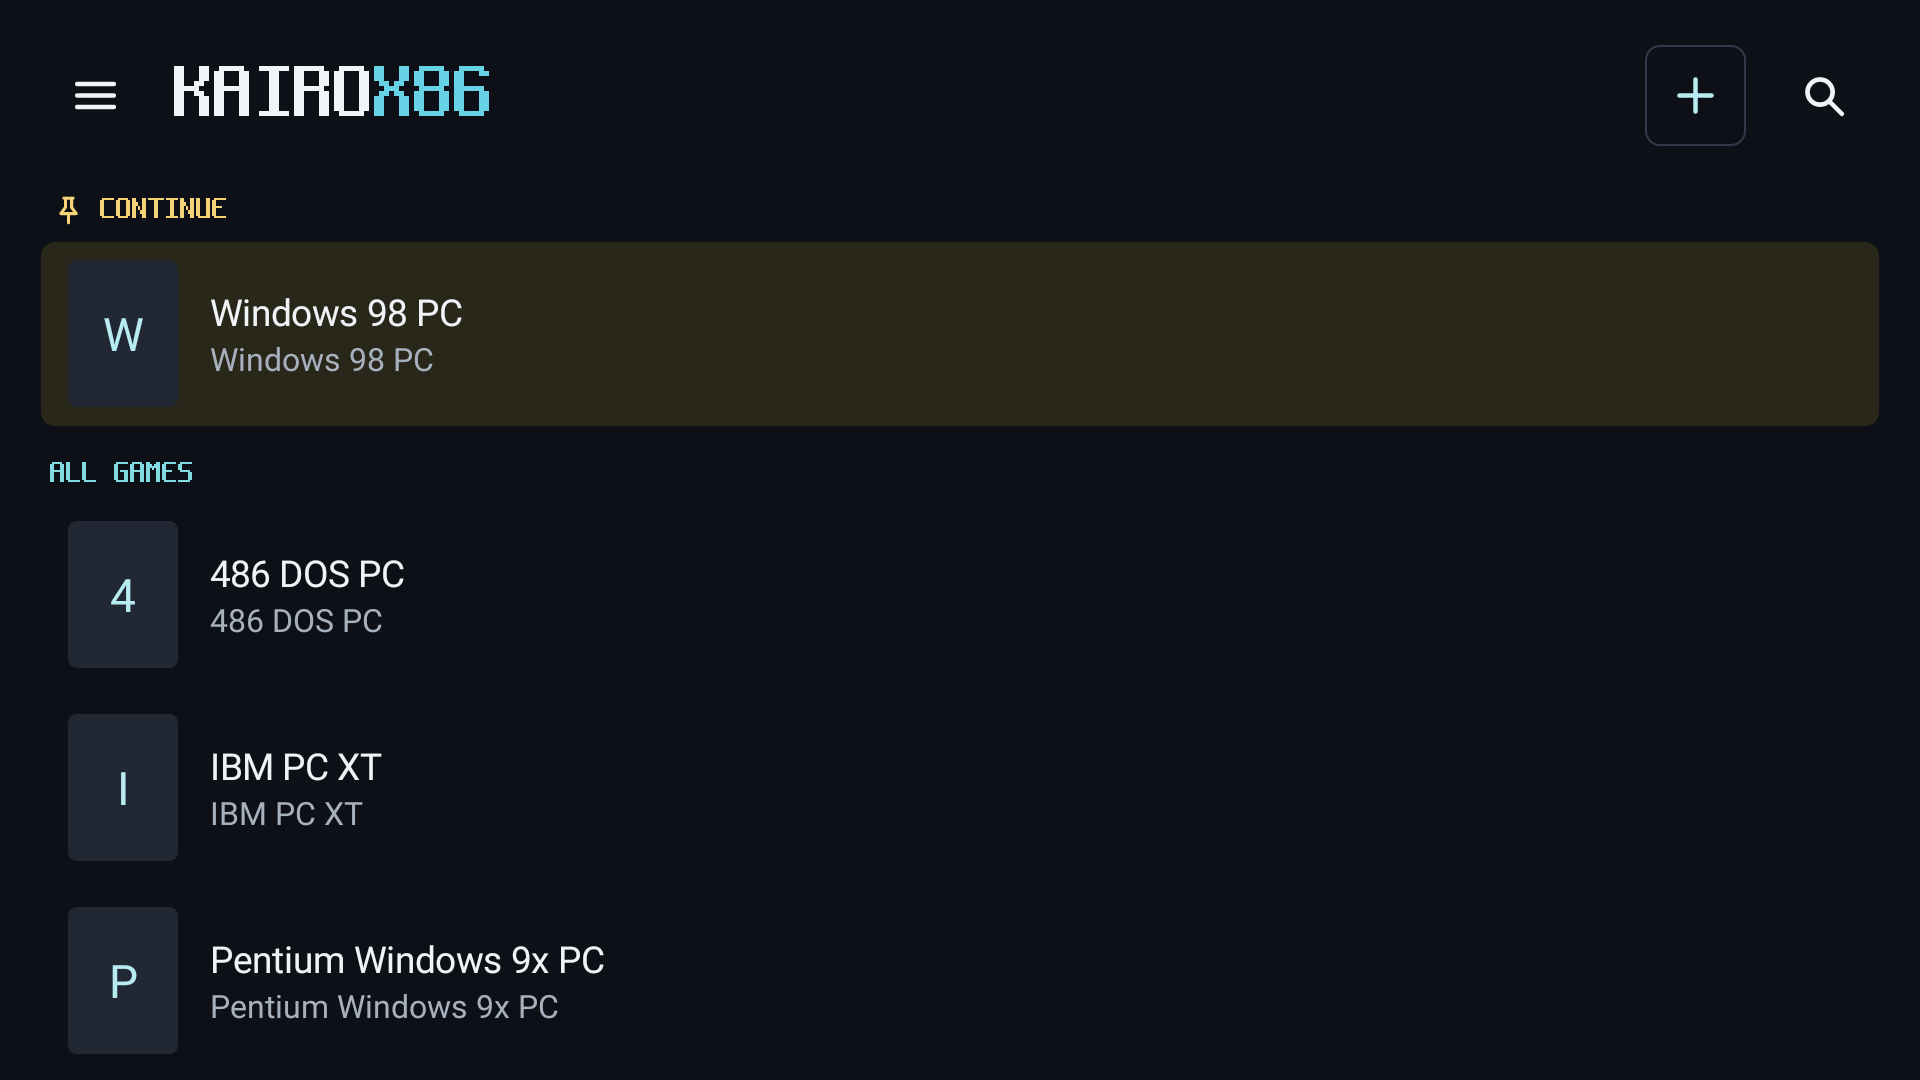 KAIROX86
CONTINUE
W
Windows 98 PC
Windows 98 PC
ALL GAMES
4
486 DOS PC
486 DOS PC
I
IBM PC XT
IBM PC XT
P
Pentium Windows 9x PC
Pentium Windows 9x PC